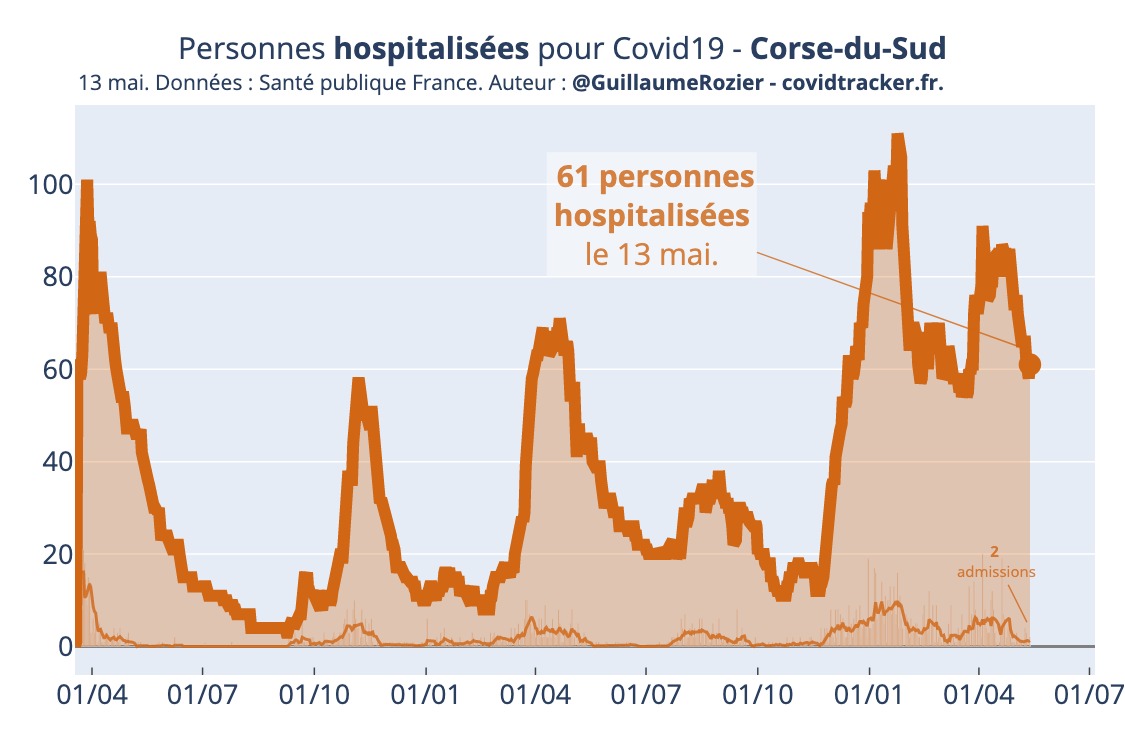 Personnes hospitalisées pour Covid19 - Corse-du-Sud
13 mai. Données : Santé publique France. Auteur : @GuillaumeRozier - covidtracker.fr.
61 personnes
hospitalisées
le 13 mai.
100
80
60
40
20
0
2
admissions
01/04 01/07 01/10 01/01 01/04 01/07 01/10 01/01 01/04 01/07